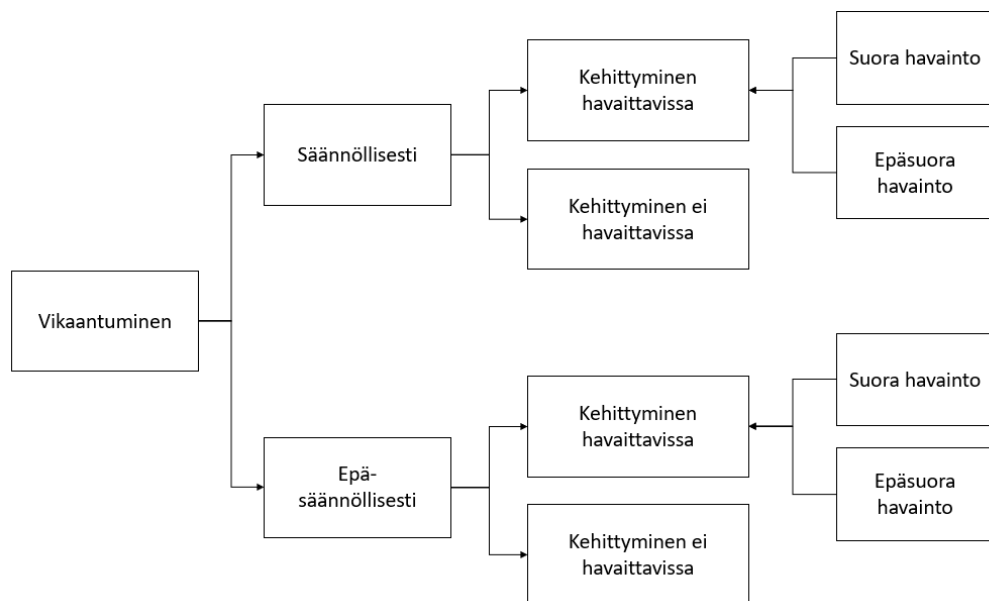 Vikaantuminen
Säännöllisesti
Kehittyminen
havaittavissa
Suora havainto
Epäsuora
havainto
Kehittyminen ei
havaittavissa
Epä-
säännöllisesti
Kehittyminen
havaittavissa
Suora havainto
Epäsuora
havainto
Kehittyminen ei
havaittavissa